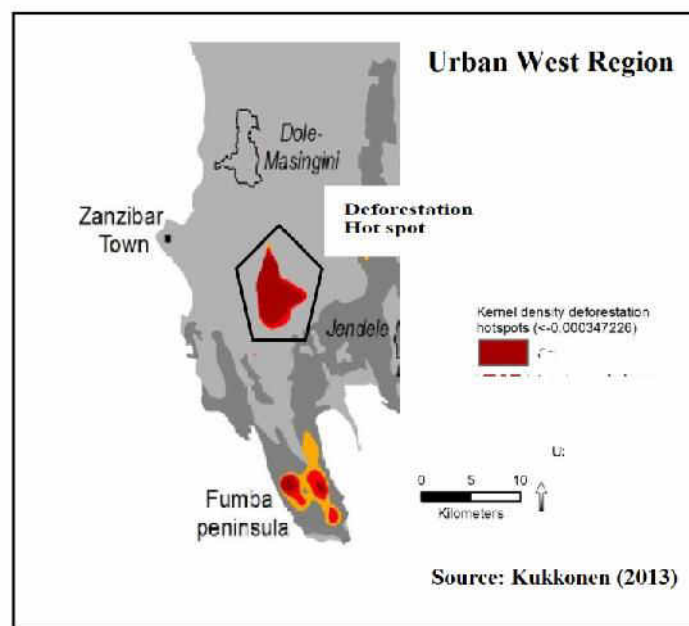 Urban West Region
Dole-
Masingini
Deforestation
Hot spot
Zanzibar
Town
Kernel density deforestation
hotspots (<-0.000347226)
Jendele
U:
0 5 10
Kilometers
Fumba
peninsula
Source: Kukkonen (2013)